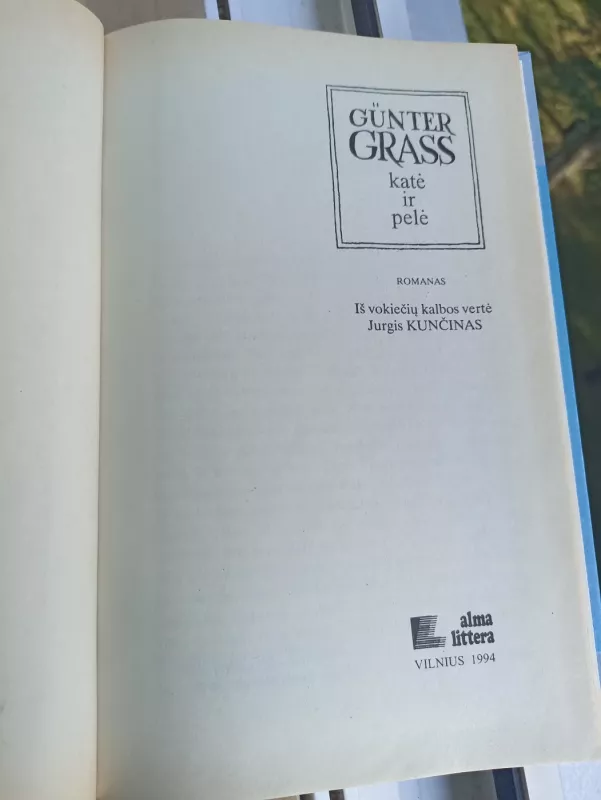 GÜNTER
GRASS
katė
ir
pelė
ROMANAS
Iš vokiečių kalbos vertė
Jurgis KUNČINAS
alma
littera
VILNIUS 1994